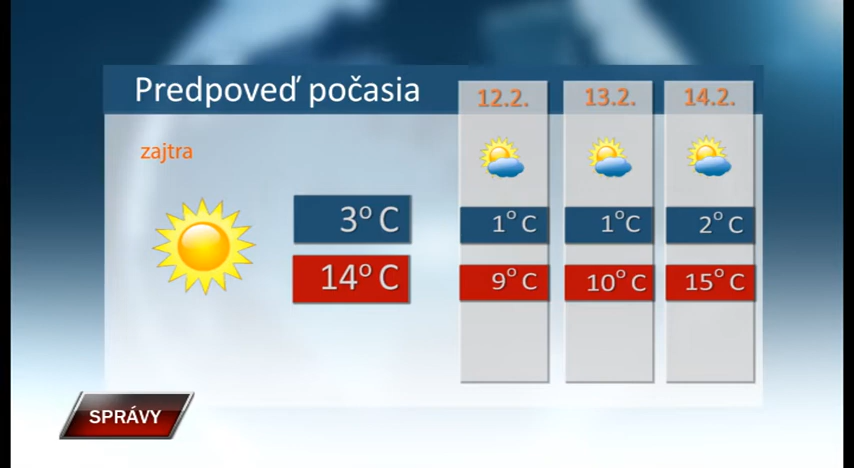 Predpoveď počasia
zajtra
3° C
14° C
12.2.
1° C
9° C
13.2.
1°C
10° C
14.2.
2° C
15° C
SPRÁVY